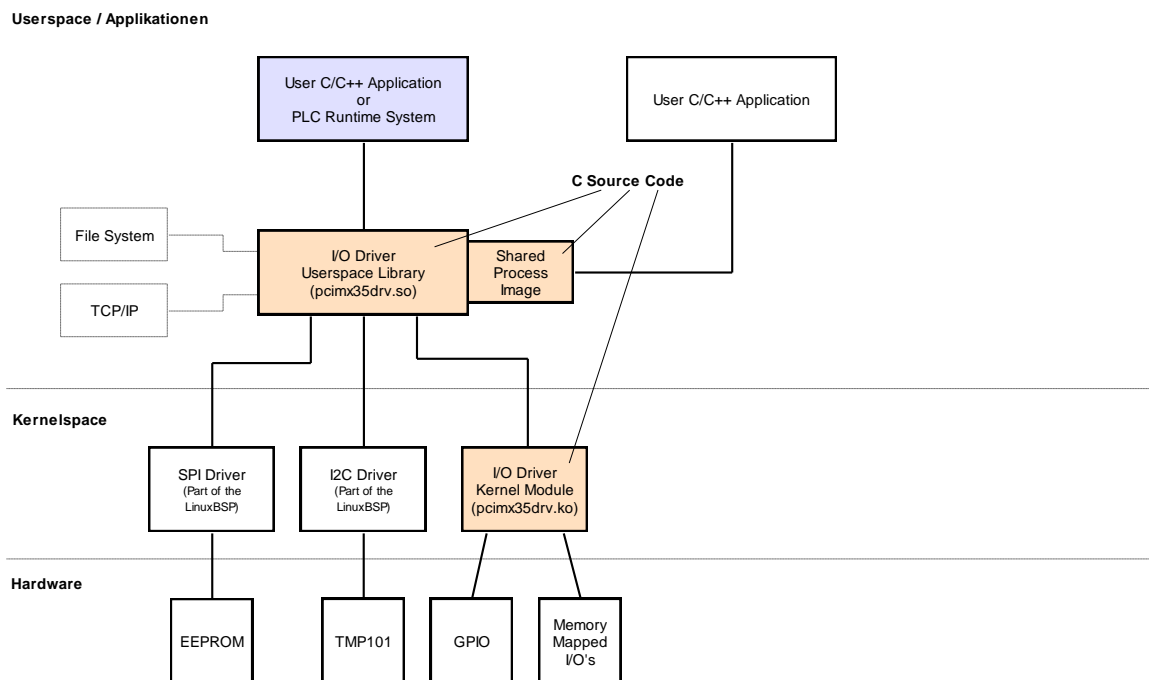 Userspace / Applikationen
User C/C++ Application
or
PLC Runtime System
User C/C++ Application
C Source Code
File System
TCP/IP
I/O Driver
Userspace Library
(pcimx35drv.so)
Shared
Process
Image
Kernelspace
SPI Driver
(Part of the
LinuxBSP)
I2C Driver
(Part of the
LinuxBSP)
I/O Driver
Kernel Module
(pcimx35drv.ko)
Hardware
EEPROM
TMP101
GPIO
Memory
Mapped
I/O's